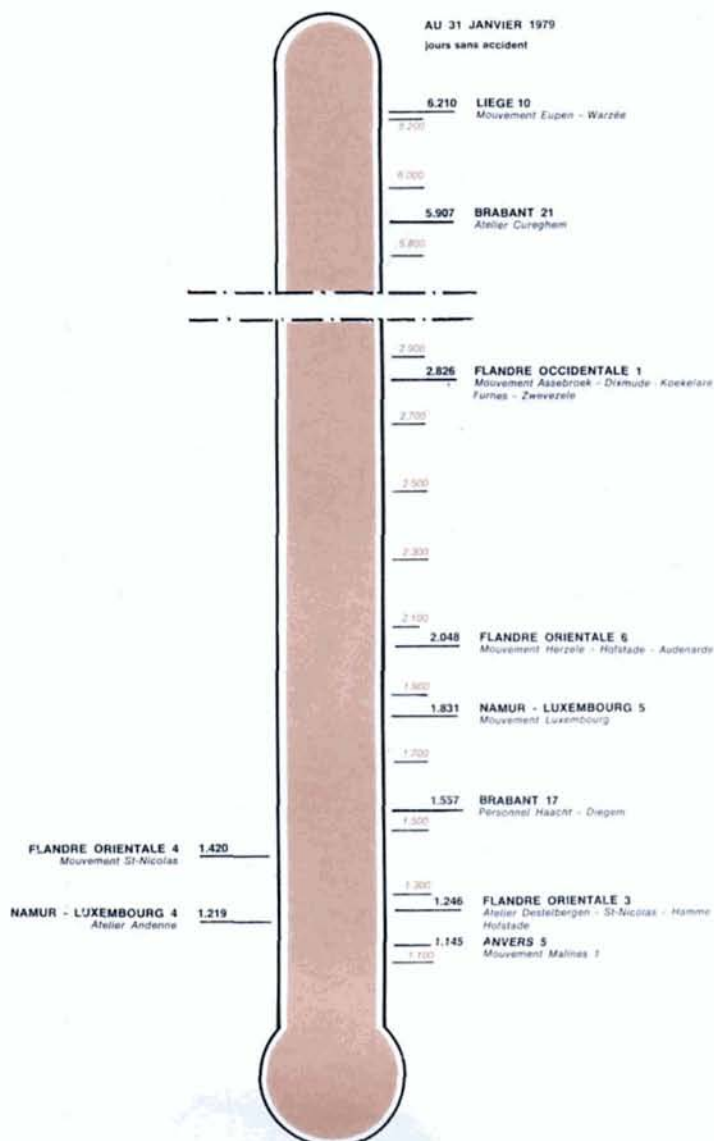 AU 31 JANVIER 1979
jours sans accident
6.210 LIEGE 10
Mouvement Eupen - Warzée
6.200
6.000
5.907 BRABANT 21
Atelier Cureghem
5.800
2.900
2.826 FLANDRE OCCIDENTALE 1
Mouvement Assebroek - Dixmude - Koekelare
Furnes - Zwevezele
2.700
2.500
2.300
2.100
2.048 FLANDRE ORIENTALE 6
Mouvement Herzele - Hofstade - Audenarde
1.900
1.831 NAMUR - LUXEMBOURG 5
Mouvement Luxembourg
1.700
1.557 BRABANT 17
Personnel Haacht - Diegem
1.500
FLANDRE ORIENTALE 4 1.420
Mouvement St-Nicolas
1.300
1.246 FLANDRE ORIENTALE 3
Atelier Destelbergen - St-Nicolas - Hamme
Hofstade
NAMUR - LUXEMBOURG 4 1.219
Atelier Andenne
1.145 ANVERS 5
Mouvement Malines 1
1.100